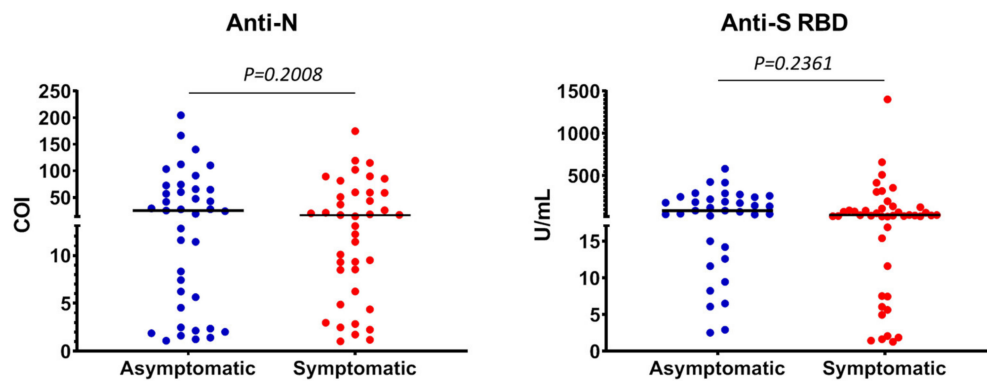 Anti-N
P=0.2008
COI
250
200
150
100
50
10
5
0
Asymptomatic
Symptomatic
Anti-S RBD
P=0.2361
U/mL
1500
1000
500
15
10
5
0
Asymptomatic
Symptomatic